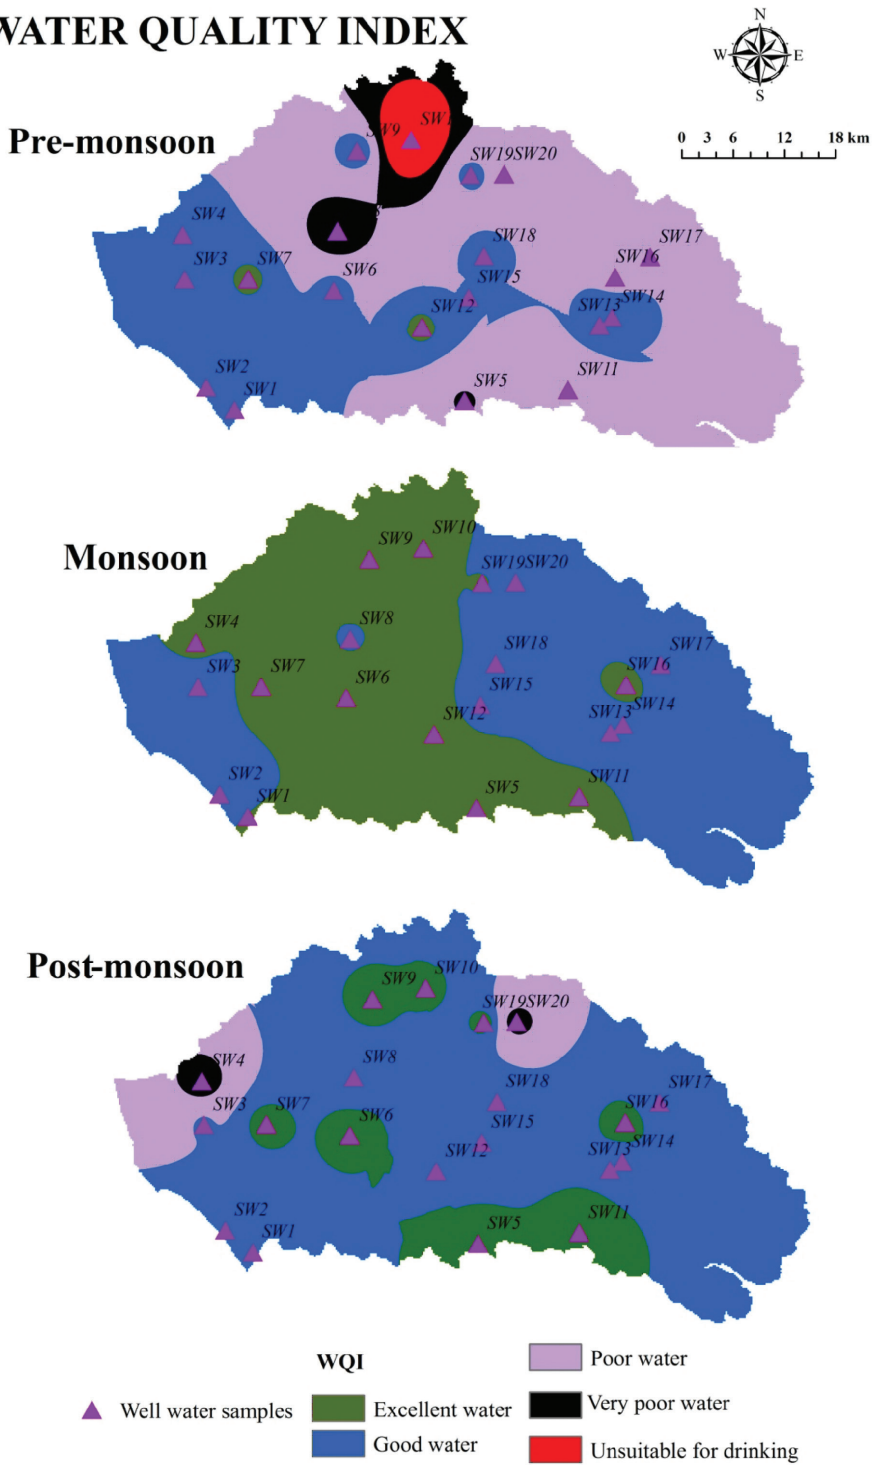 WATER QUALITY INDEX
N
W
E
S
0 3 6 12 18 km
Pre-monsoon
SW9
SW19SW20
SW4
SW17
SW18
SW3
SW7
SW16
SW6
SW15
SW14
SW12
SW13
SW2
SW5
SW11
SW1
Monsoon
SW10
SW9
SW19SW20
SW4
SW8
SW18
SW17
SW3
SW7
SW6
SW16
SW15
SW12
SW13
SW14
SW2
SW5
SW11
SW1
Post-monsoon
SW10
SW9
SW19SW20
SW4
SW8
SW18
SW17
SW3
SW7
SW6
SW16
SW15
SW12
SW13
SW14
SW2
SW5
SW11
SW1
WQI
Poor water
Well water samples
Excellent water
Very poor water
Good water
Unsuitable for drinking